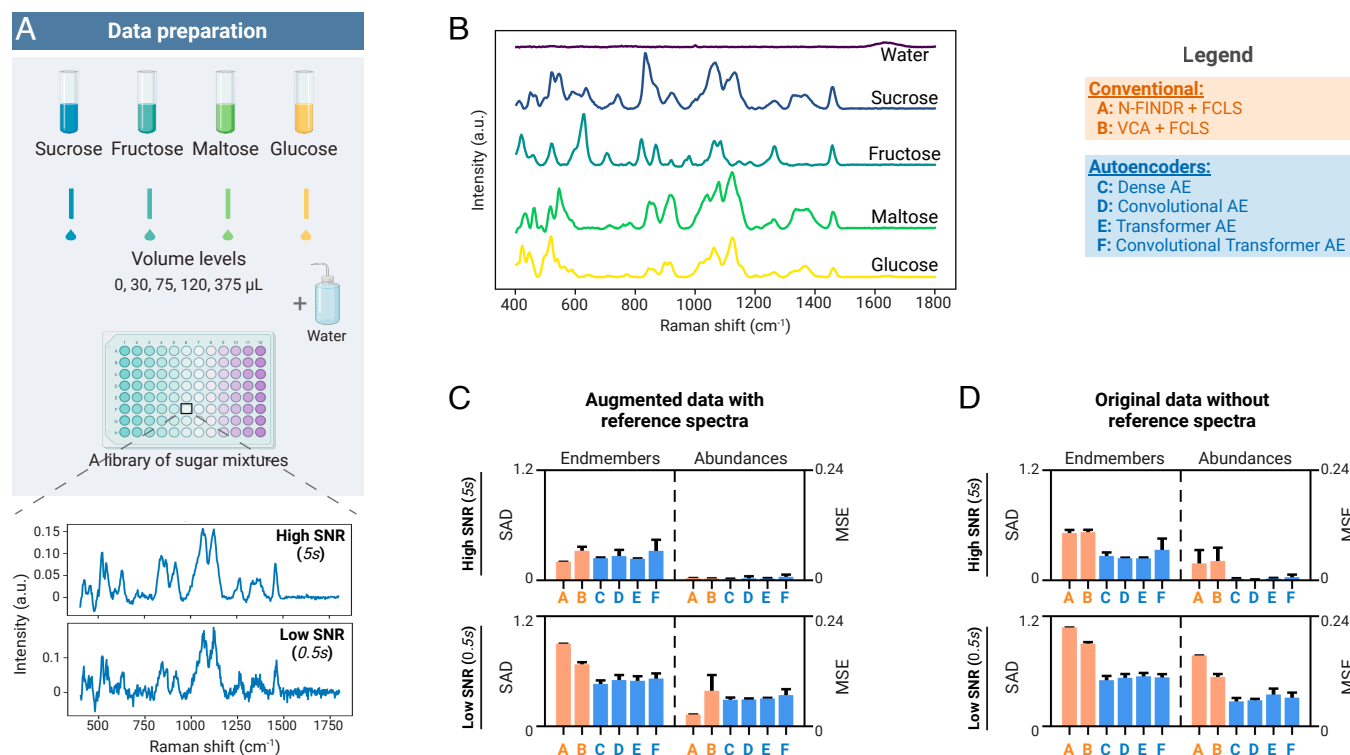 A
Data preparation
Sucrose Fructose Maltose Glucose
Volume levels
0, 30, 75, 120, 375 µL
+
Water
A library of sugar mixtures
0.15
0.10
0.05
0
High SNR
(5s)
0.1
0
Low SNR
(0.5s)
Intensity (a.u.)
500 750 1000 1250 1500 1750
Raman shift (cm⁻¹)
B
Water
Sucrose
Fructose
Maltose
Glucose
Intensity (a.u.)
400 600 800 1000 1200 1400 1600 1800
Raman shift (cm⁻¹)
Legend
Conventional:
A: N-FINDR + FCLS
B: VCA + FCLS
Autoencoders:
C: Dense AE
D: Convolutional AE
E: Transformer AE
F: Convolutional Transformer AE
C
Augmented data with
reference spectra
Endmembers Abundances
High SNR (5s)
SAD
1.2
0
0.24
0
MSE
A B C D E F A B C D E F
Low SNR (0.5s)
SAD
1.2
0
0.24
0
MSE
A B C D E F A B C D E F
D
Original data without
reference spectra
Endmembers Abundances
High SNR (5s)
SAD
1.2
0
0.24
0
MSE
A B C D E F A B C D E F
Low SNR (0.5s)
SAD
1.2
0
0.24
0
MSE
A B C D E F A B C D E F